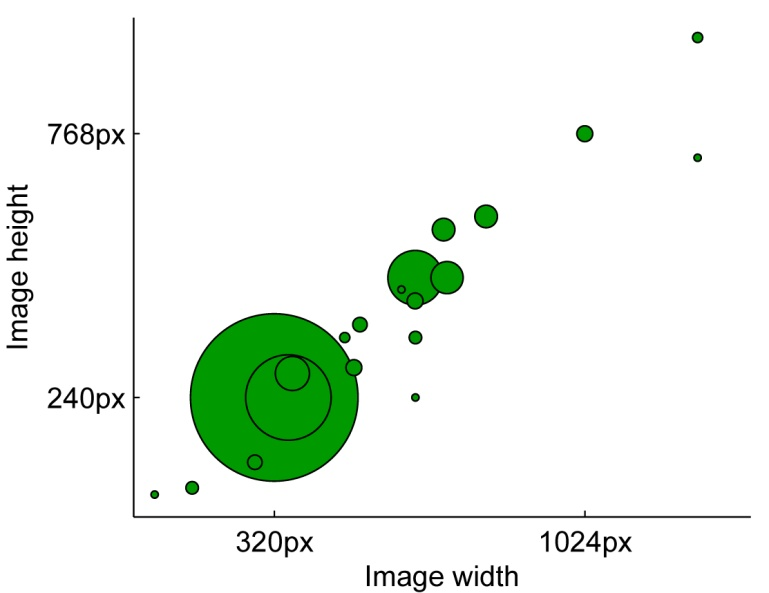 768px
Image height
240px
320px
1024px
Image width